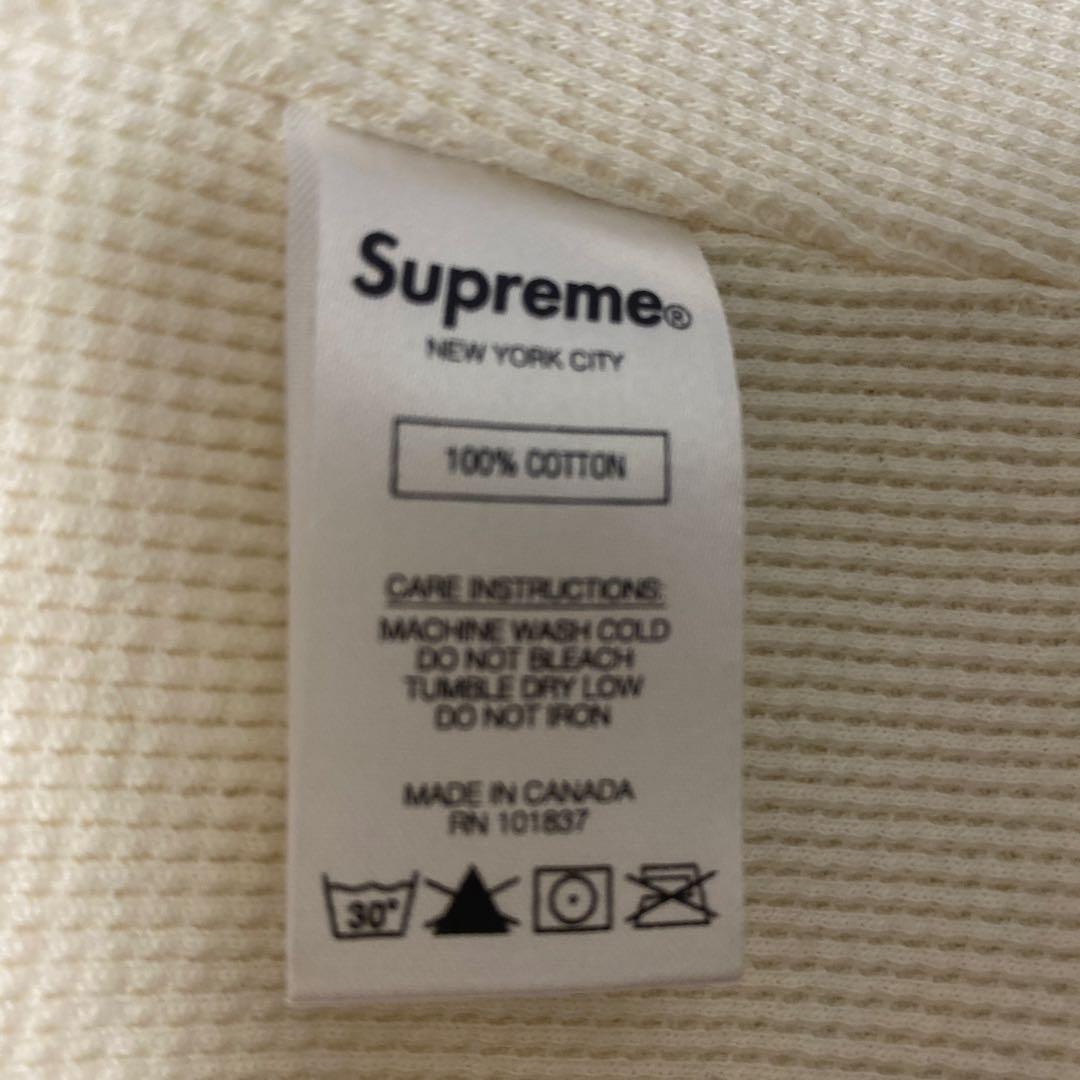 Supreme®
NEW YORK CITY
100% COTTON
CARE INSTRUCTIONS:
MACHINE WASH COLD
DO NOT BLEACH
TUMBLE DRY LOW
DO NOT IRON
MADE IN CANADA
RN 101837
30°